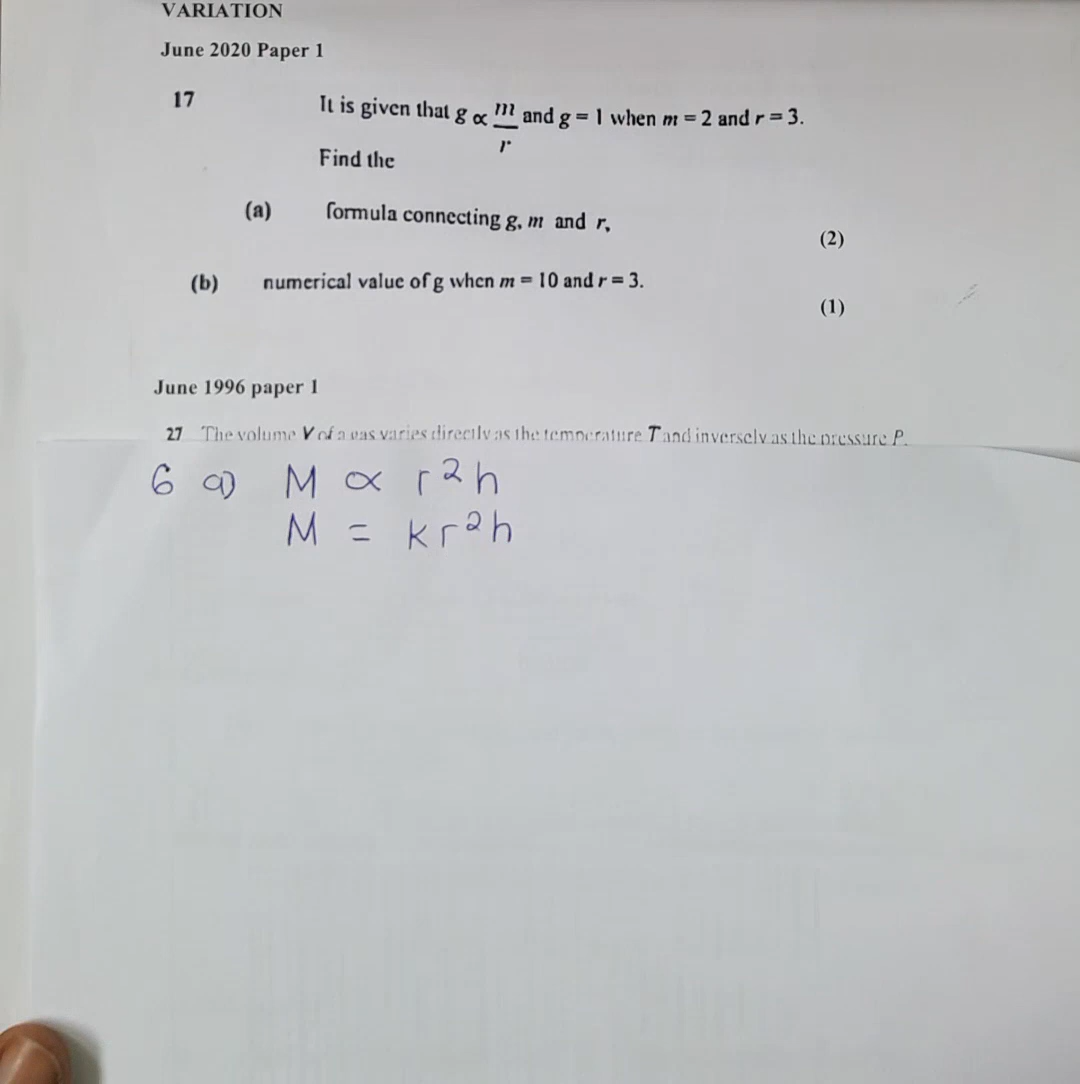 VARIATION
June 2020 Paper 1
17 It is given that g ∝ m/r and g = 1 when m = 2 and r = 3.
Find the
(a) formula connecting g, m and r,
(2)
(b) numerical value of g when m = 10 and r = 3.
(1)
June 1996 paper 1
27 The volume V of a gas varies directly as the temperature T and inversely as the pressure P.
6 a) M ∝ r²h
M = kr²h